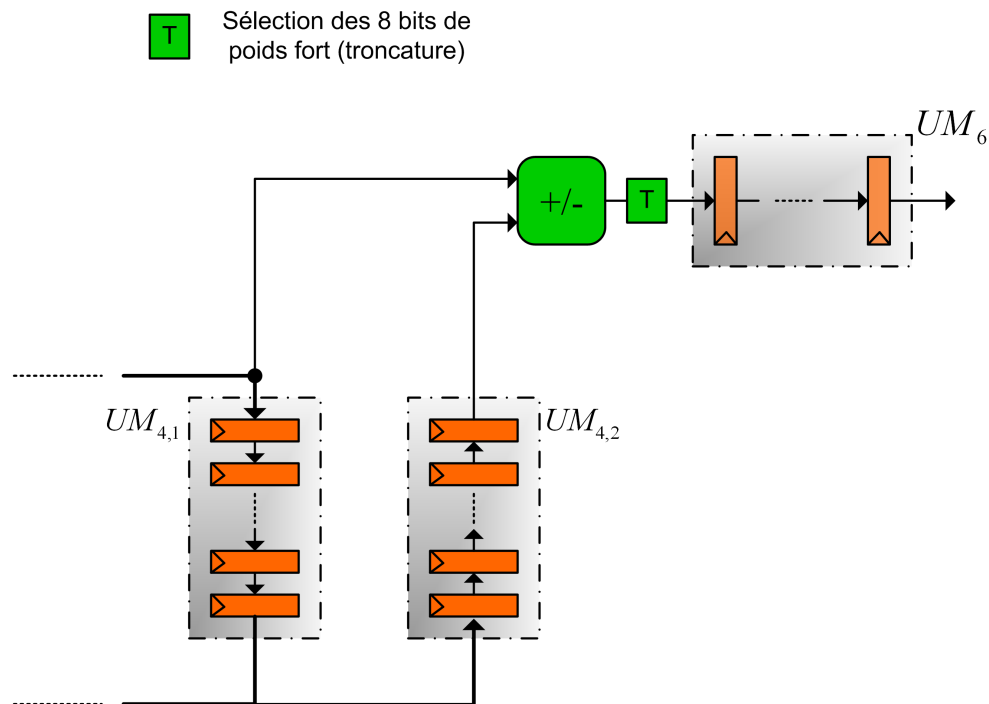 T
Sélection des 8 bits de
poids fort (troncature)
UM6
+/-
T
UM4,1
UM4,2